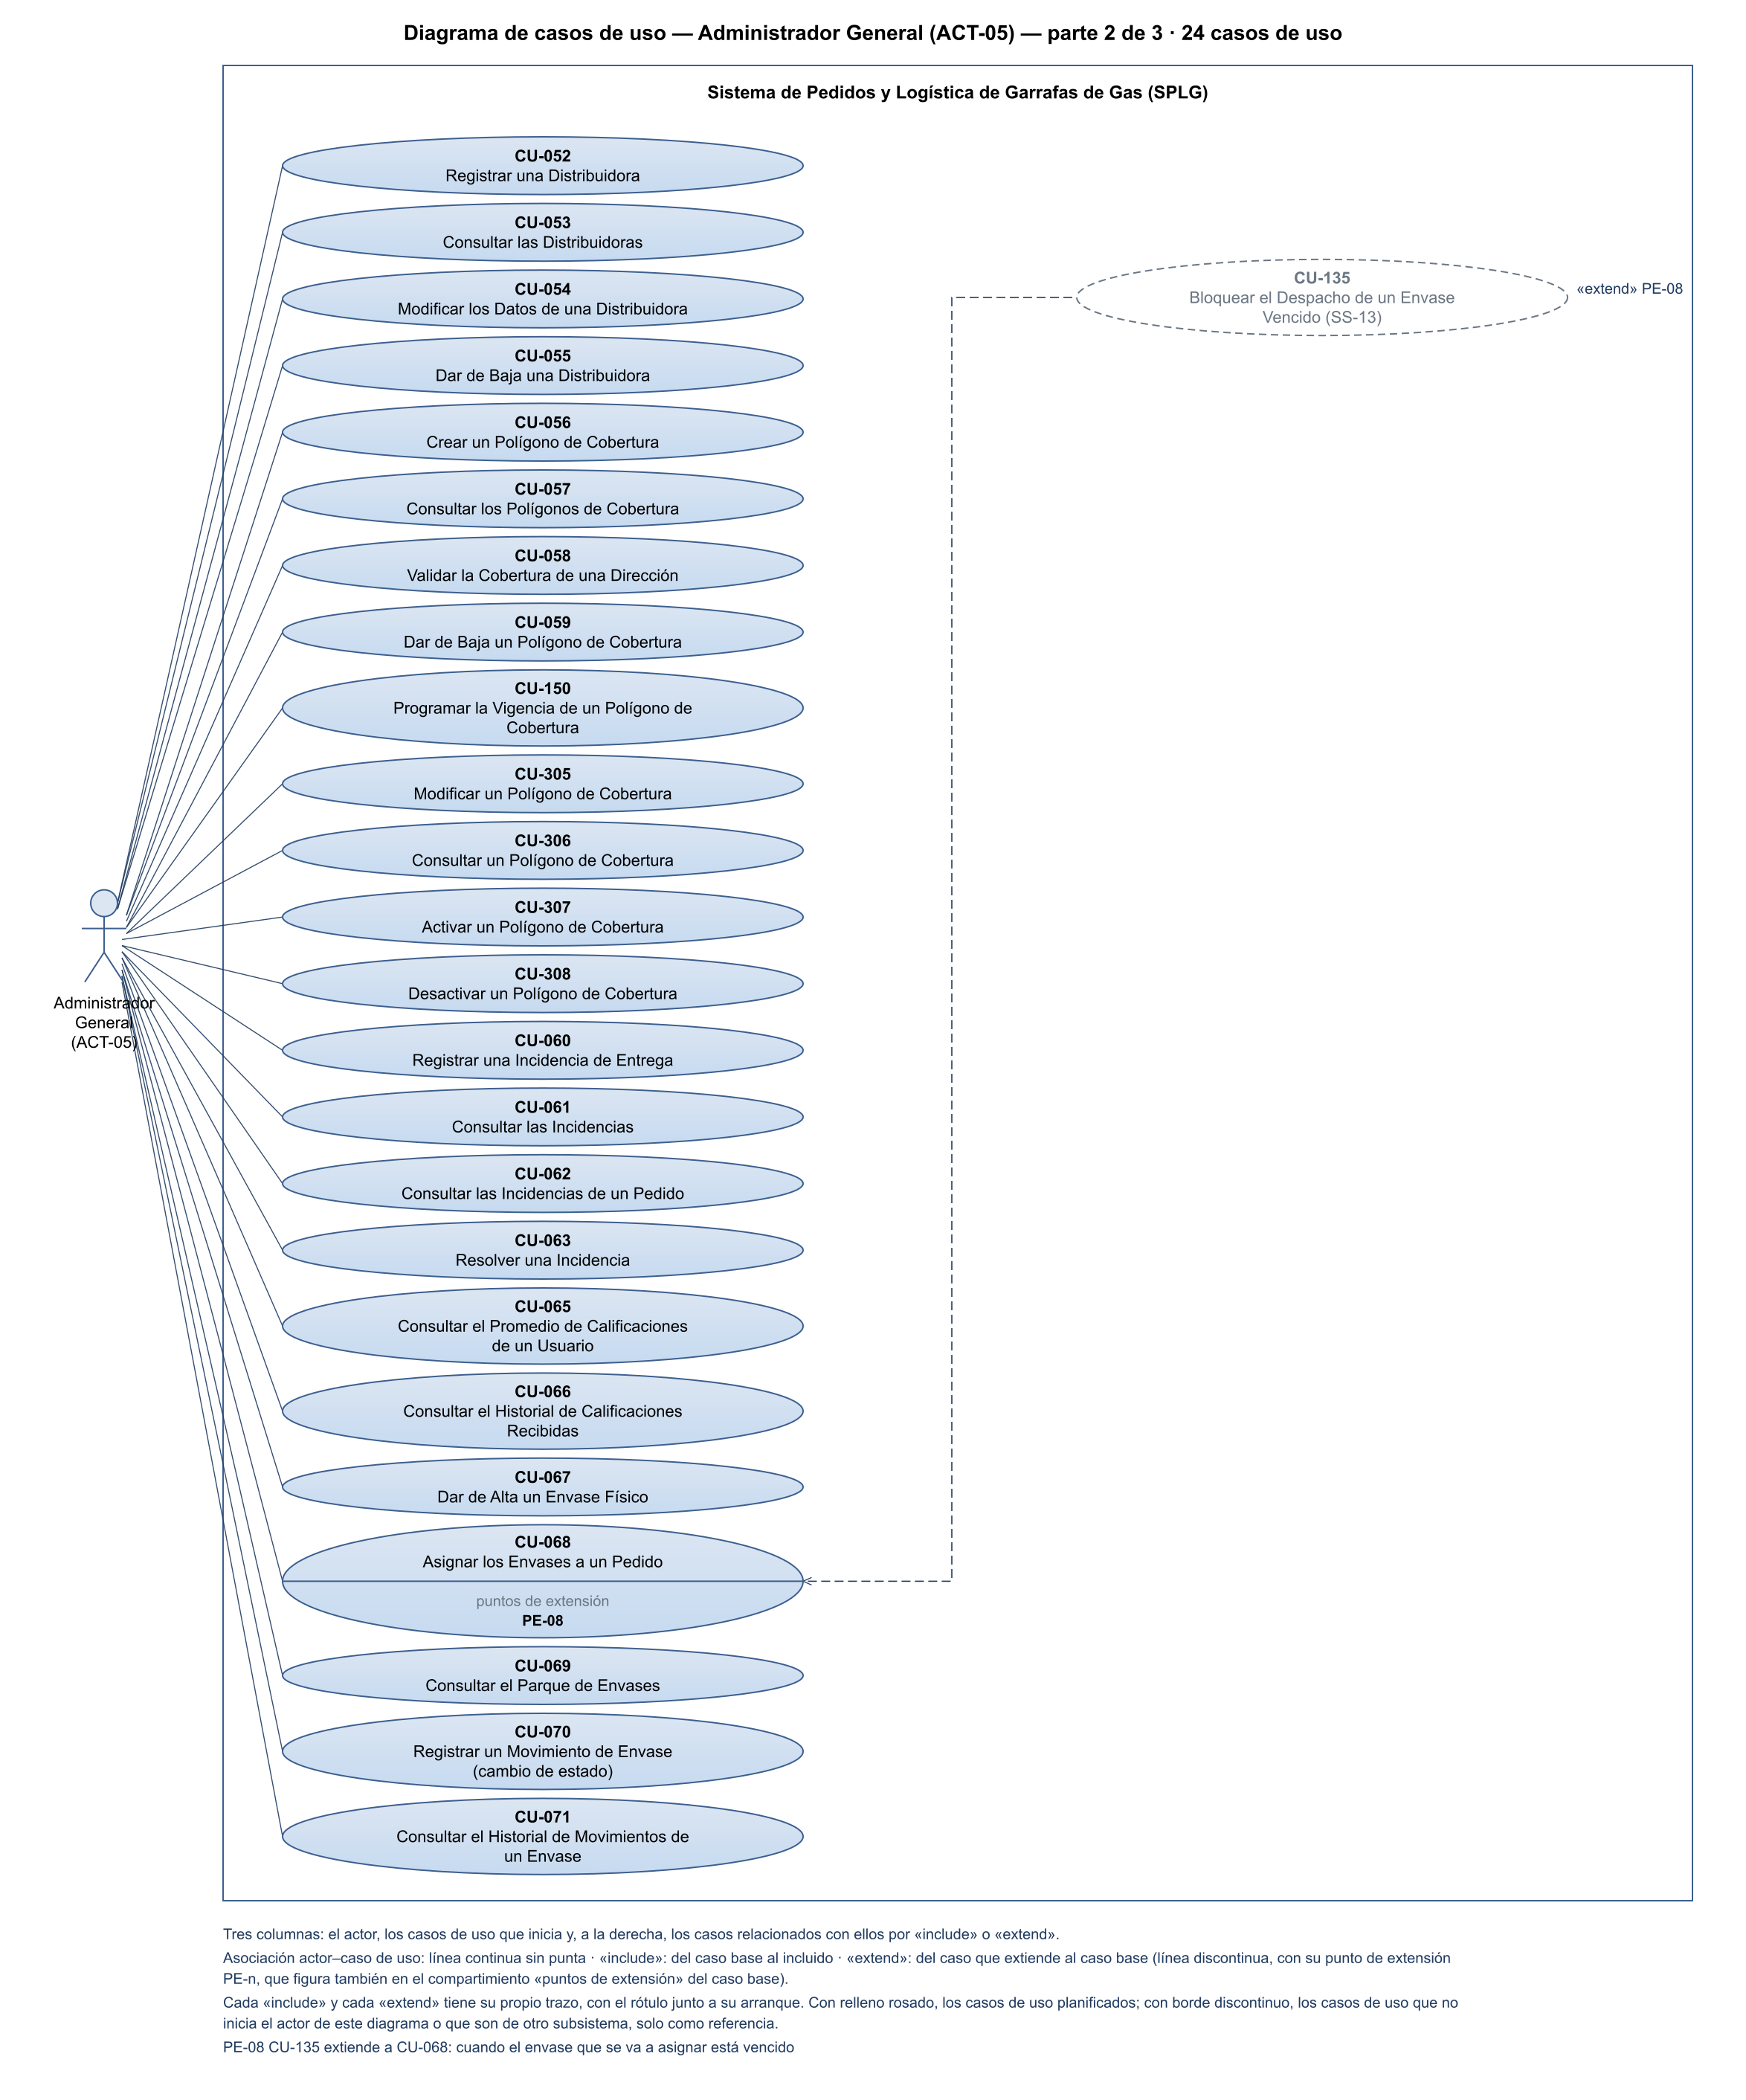 Diagrama de casos de uso — Administrador General (ACT-05) — parte 2 de 3 · 24 casos de uso
Sistema de Pedidos y Logística de Garrafas de Gas (SPLG)
CU-052
Registrar una Distribuidora
CU-053
Consultar las Distribuidoras
CU-054
Modificar los Datos de una Distribuidora
CU-135
Bloquear el Despacho de un Envase
Vencido (SS-13)
«extend» PE-08
CU-055
Dar de Baja una Distribuidora
CU-056
Crear un Polígono de Cobertura
CU-057
Consultar los Polígonos de Cobertura
CU-058
Validar la Cobertura de una Dirección
CU-059
Dar de Baja un Polígono de Cobertura
CU-150
Programar la Vigencia de un Polígono de
Cobertura
CU-305
Modificar un Polígono de Cobertura
CU-306
Consultar un Polígono de Cobertura
CU-307
Activar un Polígono de Cobertura
CU-308
Desactivar un Polígono de Cobertura
Administrador
General
(ACT-05)
CU-060
Registrar una Incidencia de Entrega
CU-061
Consultar las Incidencias
CU-062
Consultar las Incidencias de un Pedido
CU-063
Resolver una Incidencia
CU-065
Consultar el Promedio de Calificaciones
de un Usuario
CU-066
Consultar el Historial de Calificaciones
Recibidas
CU-067
Dar de Alta un Envase Físico
CU-068
Asignar los Envases a un Pedido
puntos de extensión
PE-08
CU-069
Consultar el Parque de Envases
CU-070
Registrar un Movimiento de Envase
(cambio de estado)
CU-071
Consultar el Historial de Movimientos de
un Envase
Tres columnas: el actor, los casos de uso que inicia y, a la derecha, los casos relacionados con ellos por «include» o «extend».
Asociación actor–caso de uso: línea continua sin punta · «include»: del caso base al incluido · «extend»: del caso que extiende al caso base (línea discontinua, con su punto de extensión
PE-n, que figura también en el compartimiento «puntos de extensión» del caso base).
Cada «include» y cada «extend» tiene su propio trazo, con el rótulo junto a su arranque. Con relleno rosado, los casos de uso planificados; con borde discontinuo, los casos de uso que no
inicia el actor de este diagrama o que son de otro subsistema, solo como referencia.
PE-08 CU-135 extiende a CU-068: cuando el envase que se va a asignar está vencido